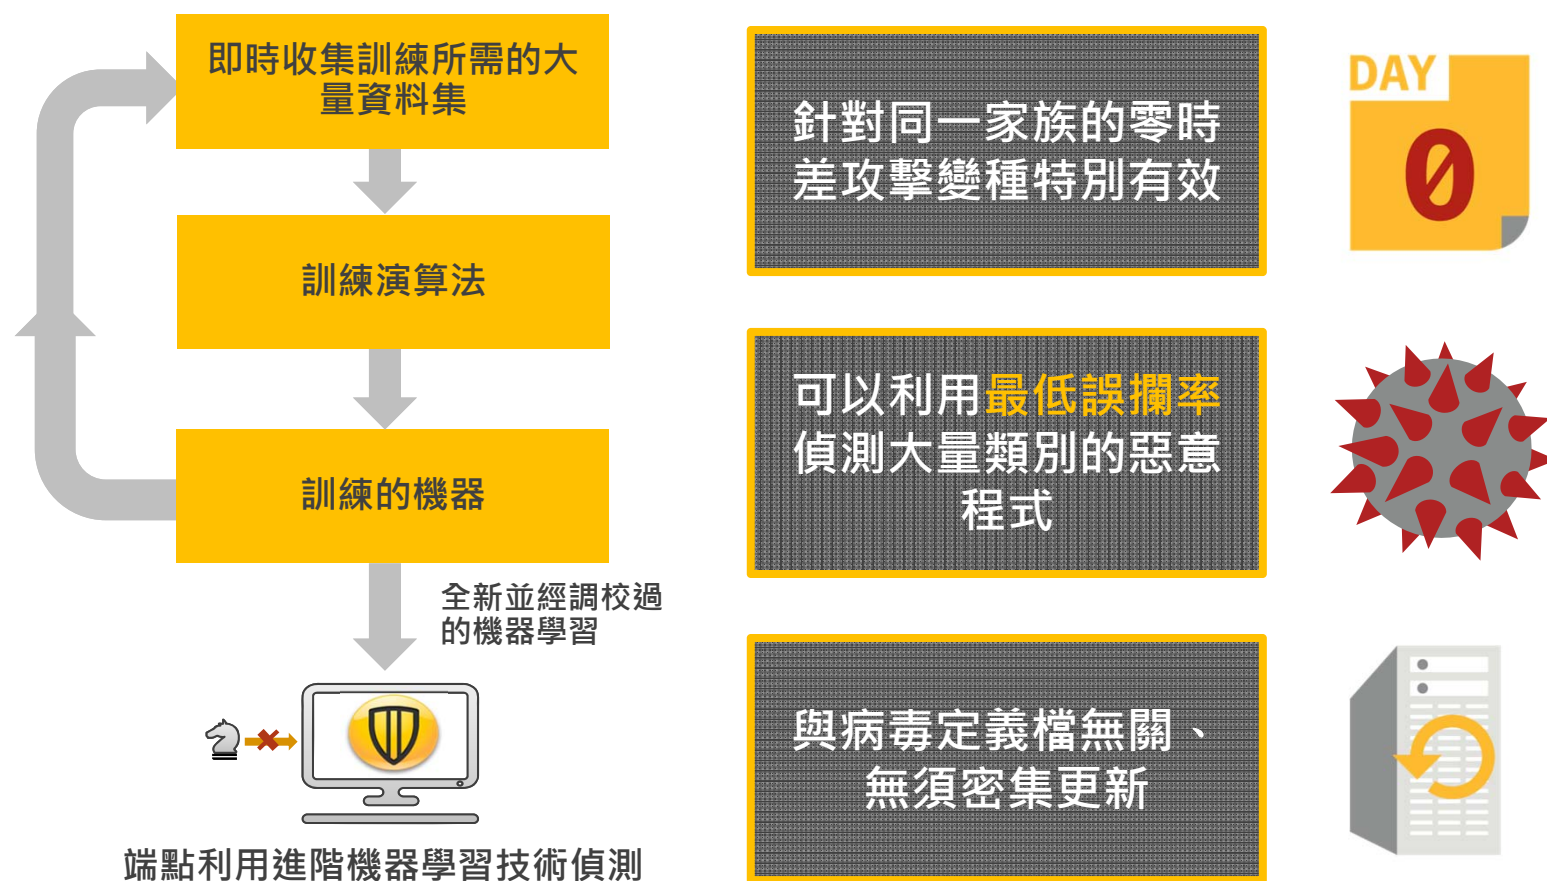 即時收集訓練所需的大
量資料集
訓練演算法
訓練的機器
全新並經調校過
的機器學習
端點利用進階機器學習技術偵測
針對同一家族的零時
差攻擊變種特別有效
DAY
0
可以利用最低誤攔率
偵測大量類別的惡意
程式
與病毒定義檔無關、
無須密集更新